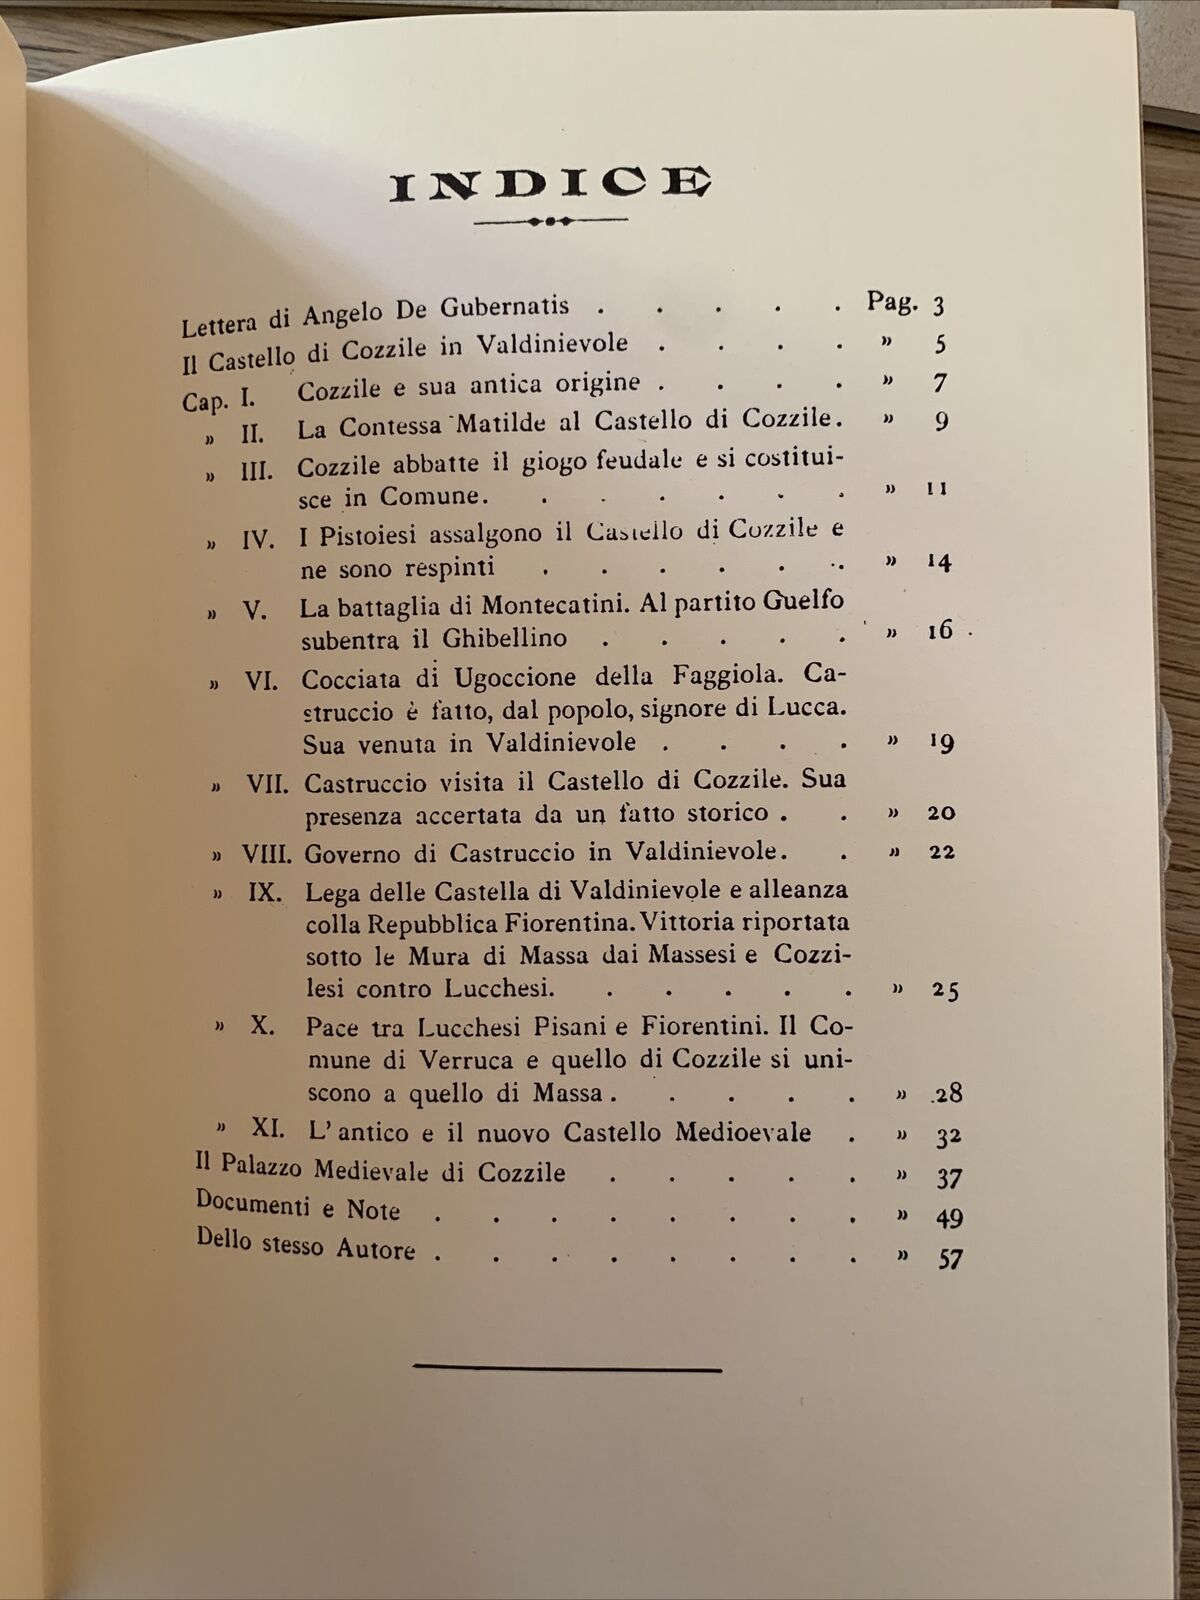 INDICE
Lettera di Angelo De Gubernatis . . . . . Pag. 3
Il Castello di Cozzile in Valdinievole . . . . » 5
Cap. I. Cozzile e sua antica origine . . . . » 7
» II. La Contessa Matilde al Castello di Cozzile. » 9
» III. Cozzile abbatte il giogo feudale e si costitui-
sce in Comune. . . . . . . » 11
» IV. I Pistoiesi assalgono il Castello di Cozzile e
ne sono respinti . . . . . . » 14
» V. La battaglia di Montecatini. Al partito Guelfo
subentra il Ghibellino . . . . . » 16
» VI. Cocciata di Ugoccione della Faggiola. Ca-
struccio è fatto, dal popolo, signore di Lucca.
Sua venuta in Valdinievole . . . . » 19
» VII. Castruccio visita il Castello di Cozzile. Sua
presenza accertata da un fatto storico . . » 20
» VIII. Governo di Castruccio in Valdinievole. . » 22
» IX. Lega delle Castella di Valdinievole e alleanza
colla Repubblica Fiorentina. Vittoria riportata
sotto le Mura di Massa dai Massesi e Cozzi-
lesi contro Lucchesi. . . . . . » 25
» X. Pace tra Lucchesi Pisani e Fiorentini. Il Co-
mune di Verruca e quello di Cozzile si uni-
scono a quello di Massa . . . . . » 28
» XI. L'antico e il nuovo Castello Medioevale . » 32
Il Palazzo Medievale di Cozzile . . . . . » 37
Documenti e Note . . . . . . . . » 49
Dello stesso Autore . . . . . . . . » 57